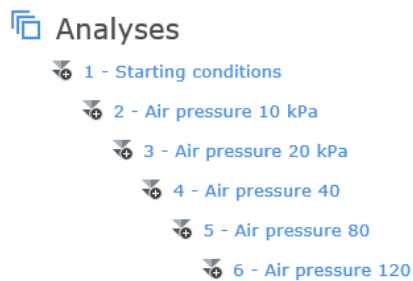 Analyses
1 - Starting conditions
2 - Air pressure 10 kPa
3 - Air pressure 20 kPa
4 - Air pressure 40
5 - Air pressure 80
6 - Air pressure 120